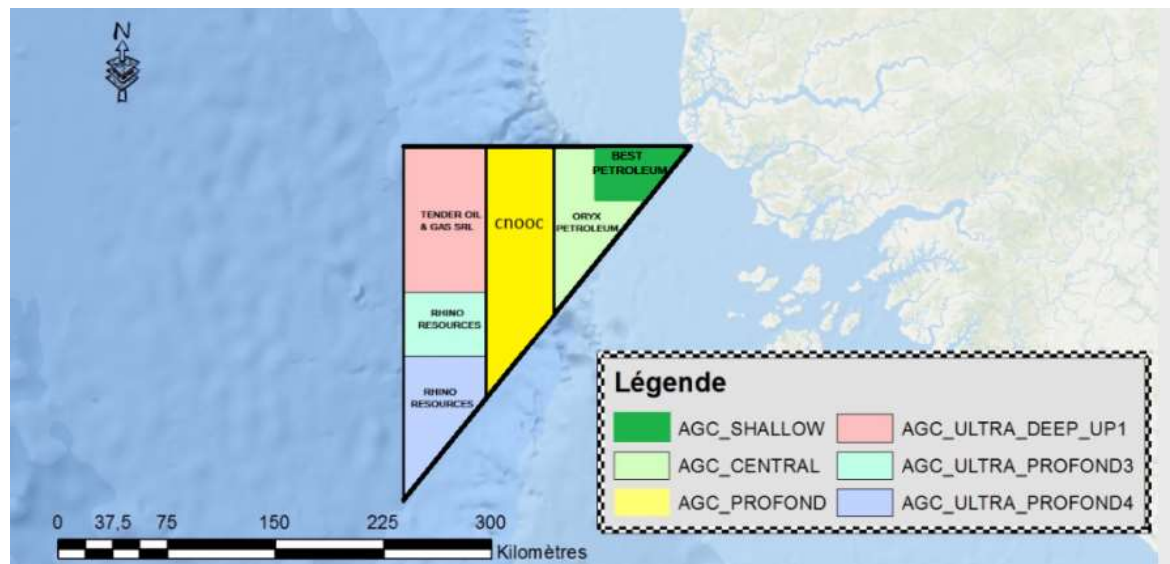 N
BEST
PETROLEUM
TENDER OIL
& GAS SRL
cnooc
ORYX
PETROLEUM
RHINO
RESOURCES
RHINO
RESOURCES
Légende
AGC_SHALLOW
AGC_ULTRA_DEEP_UP1
AGC_CENTRAL
AGC_ULTRA_PROFOND3
AGC_PROFOND
AGC_ULTRA_PROFOND4
0 37,5 75 150 225 300
Kilomètres